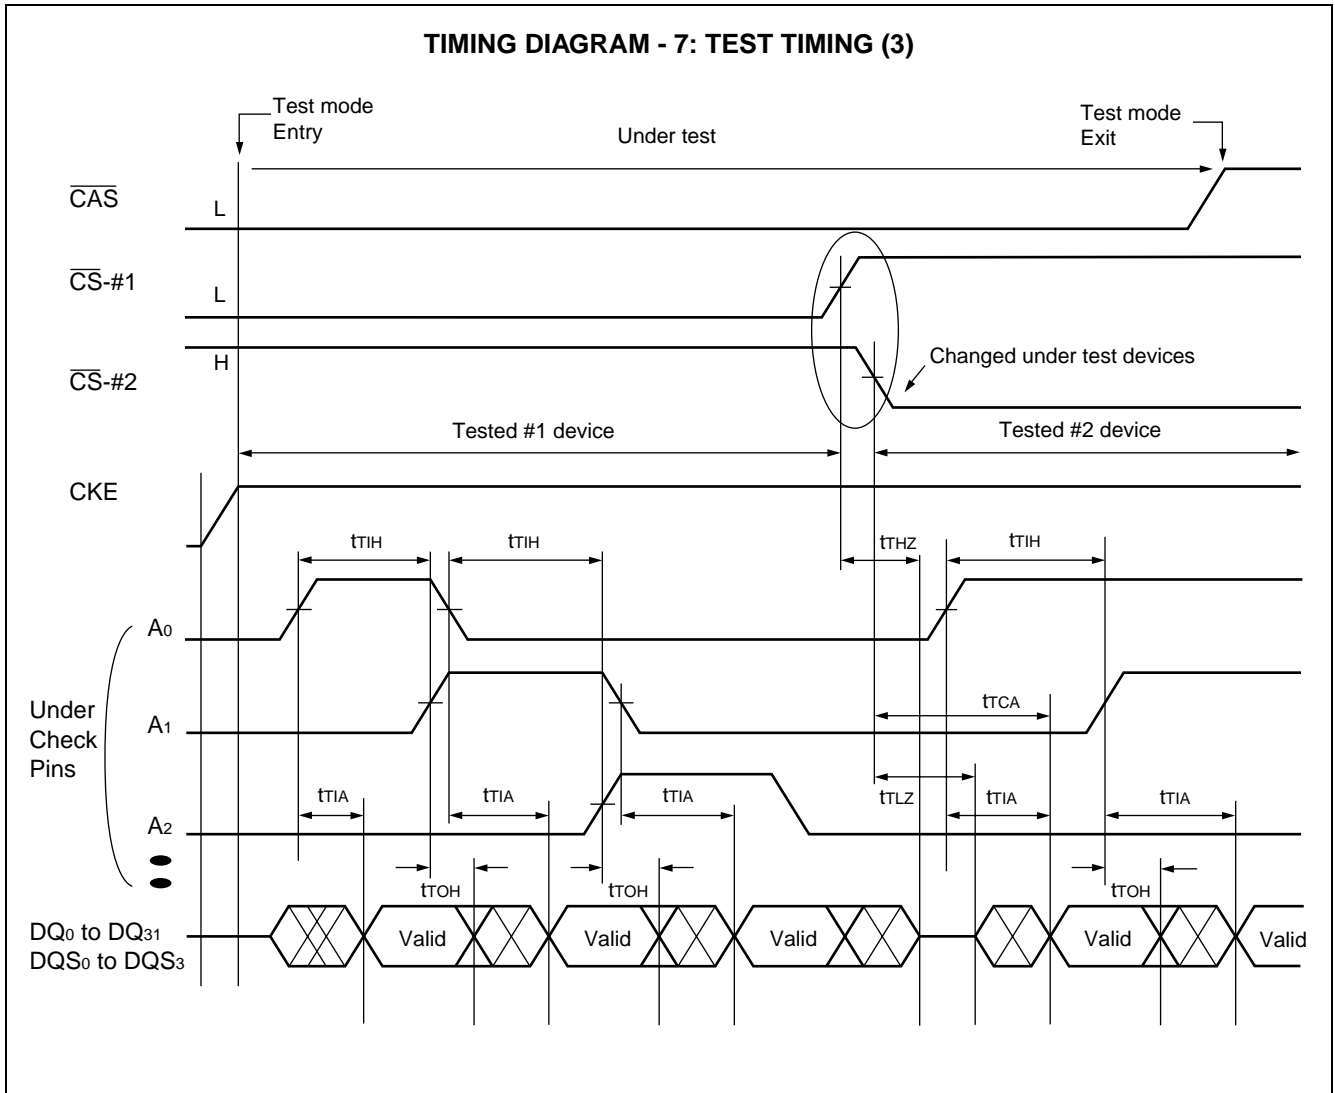 TIMING DIAGRAM - 7: TEST TIMING (3)
Test mode
Entry
Under test
Test mode
Exit
CAS
L
CS-#1
L
H
CS-#2
Changed under test devices
Tested #1 device
Tested #2 device
CKE
tTIH
tTIH
tTHZ
tTIH
A0
Under
Check
Pins
A1
tTCA
tTIA
tTIA
tTIA
tTLZ
tTIA
tTIA
A2
tTOH
tTOH
tTOH
DQ0 to DQ31
DQS0 to DQS3
Valid
Valid
Valid
Valid
Valid